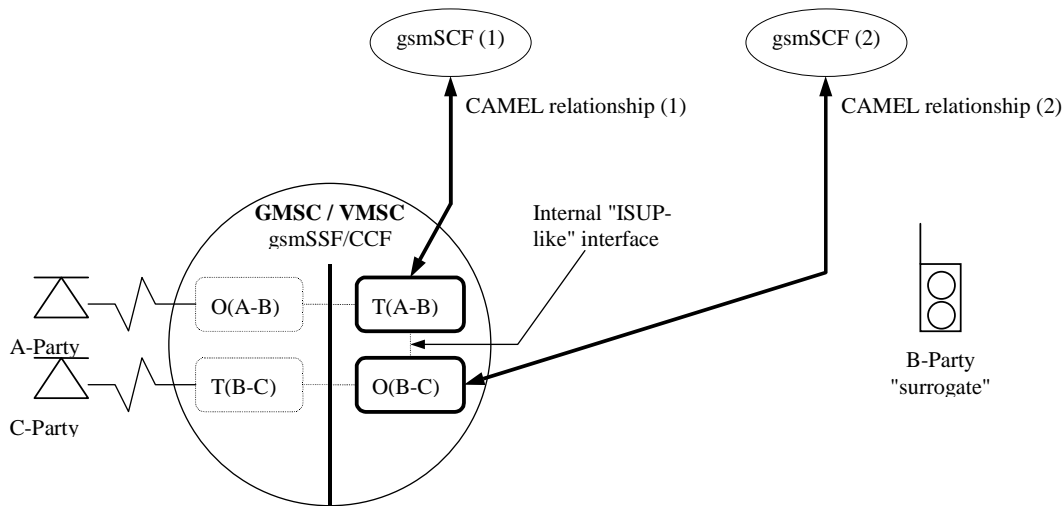 gsmSCF (1)
gsmSCF (2)
CAMEL relationship (1)
CAMEL relationship (2)
GMSC / VMSC
gsmSSF/CCF
Internal "ISUP-
like" interface
O(A-B)
T(A-B)
A-Party
T(B-C)
O(B-C)
C-Party
B-Party
"surrogate"